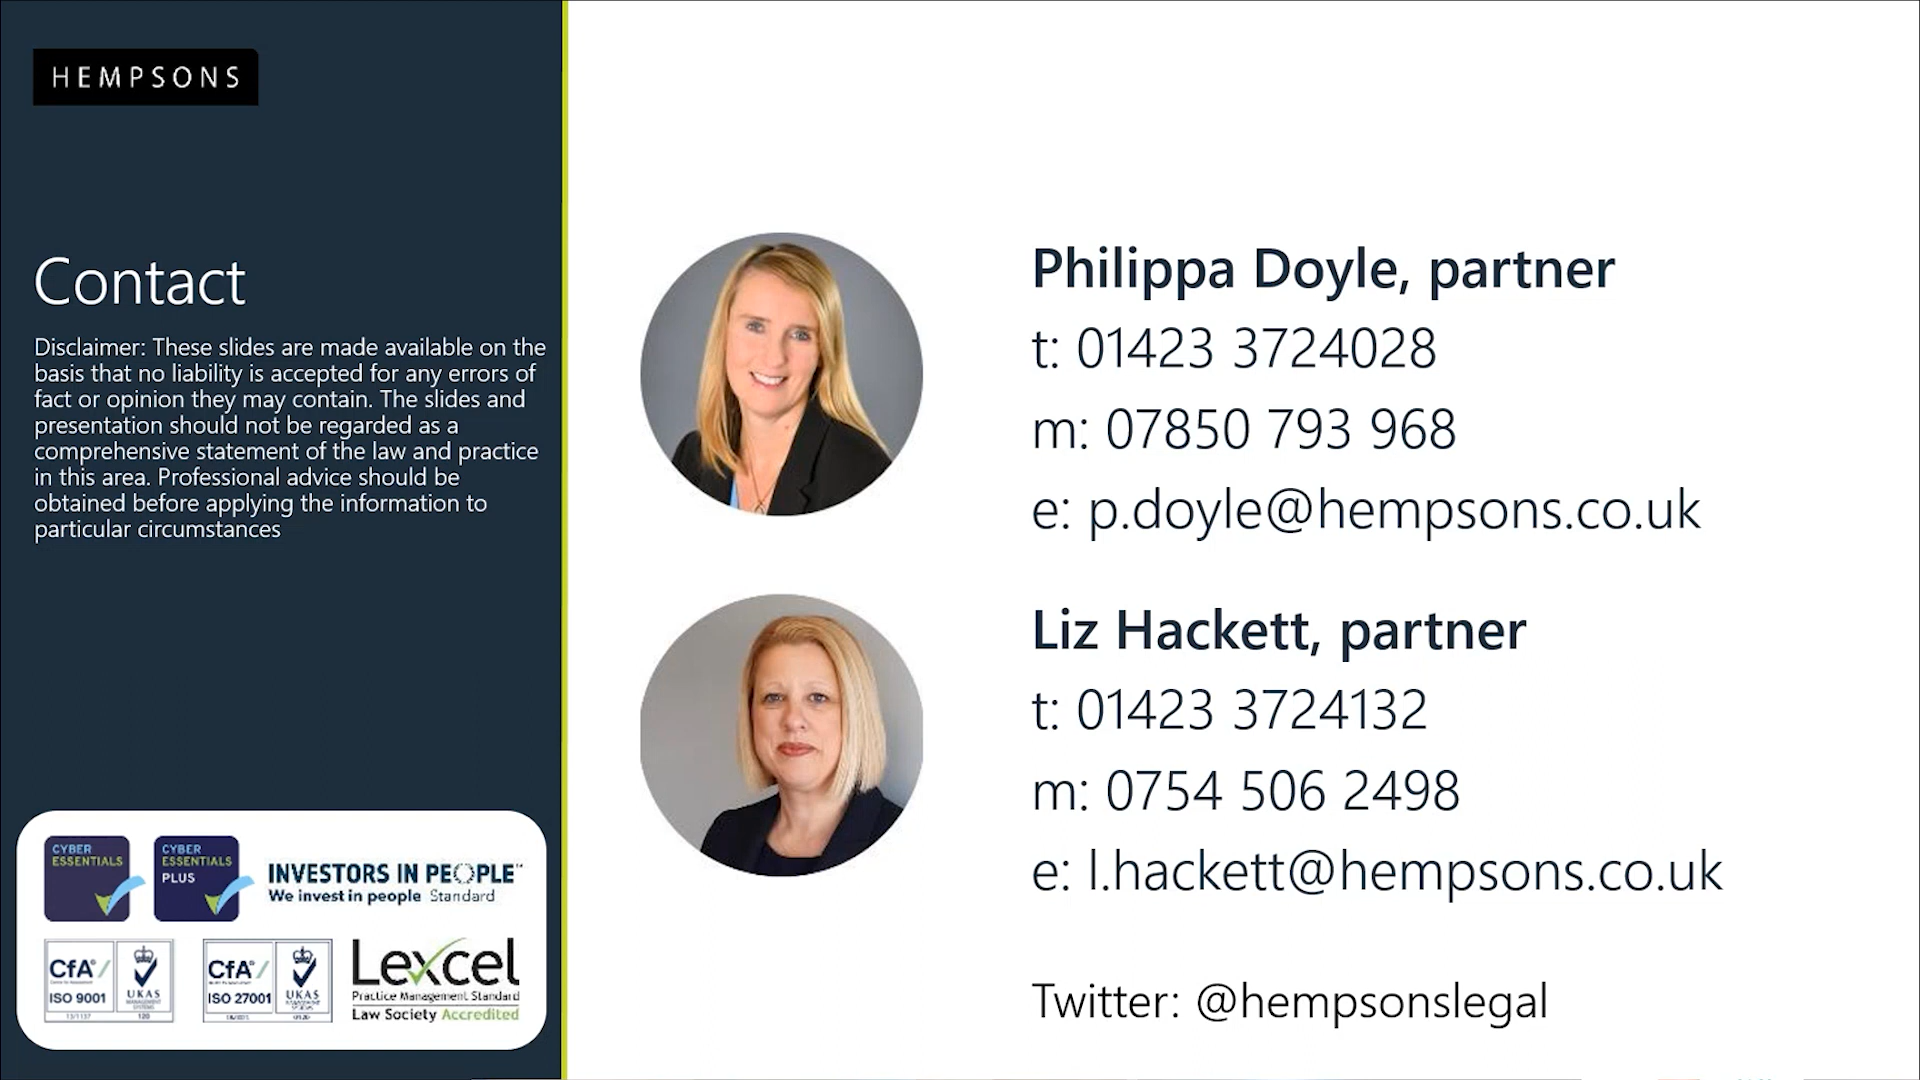 HEMPSONS
Contact
Disclaimer: These slides are made available on the
basis that no liability is accepted for any errors of
fact or opinion they may contain. The slides and
presentation should not be regarded as a
comprehensive statement of the law and practice
in this area. Professional advice should be
obtained before applying the information to
particular circumstances
Philippa Doyle, partner
t: 01423 3724028
m: 07850 793 968
e: p.doyle@hempsons.co.uk
Liz Hackett, partner
t: 01423 3724132
m: 0754 506 2498
e: l.hackett@hempsons.co.uk
Twitter: @hempsonslegal
CYBER
ESSENTIALS
CYBER
ESSENTIALS
PLUS
INVESTORS IN PEOPLE™
We invest in people Standard
CfA
ISO 9001
UKAS
MANAGEMENT
SYSTEMS
CfA
ISO 27001
UKAS
MANAGEMENT
SYSTEMS
Lexcel
Practice Management Standard
Law Society Accredited